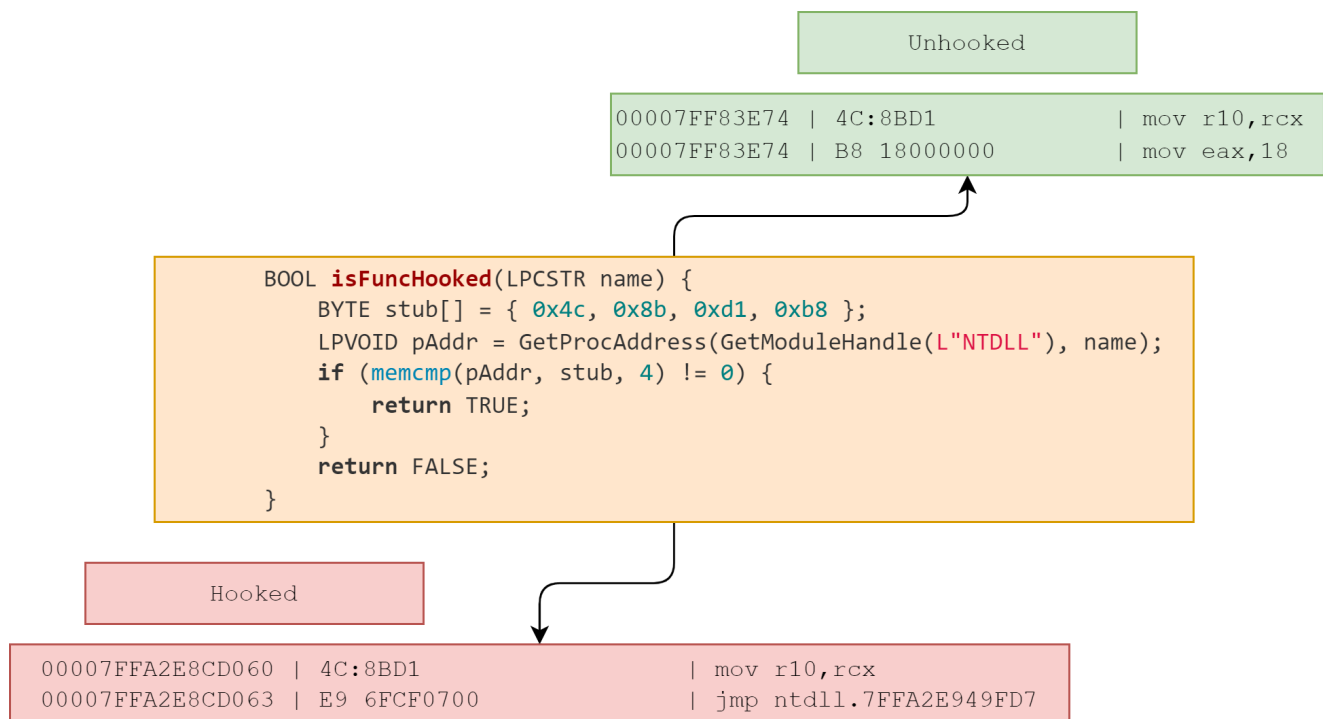 Unhooked
00007FF83E74 | 4C:8BD1 | mov r10,rcx
00007FF83E74 | B8 18000000 | mov eax,18
BOOL isFuncHooked(LPCSTR name) {
BYTE stub[] = { 0x4c, 0x8b, 0xd1, 0xb8 };
LPVOID pAddr = GetProcAddress(GetModuleHandle(L"NTDLL"), name);
if (memcmp(pAddr, stub, 4) != 0) {
return TRUE;
}
return FALSE;
}
Hooked
00007FFA2E8CD060 | 4C:8BD1 | mov r10,rcx
00007FFA2E8CD063 | E9 6FCF0700 | jmp ntdll.7FFA2E949FD7